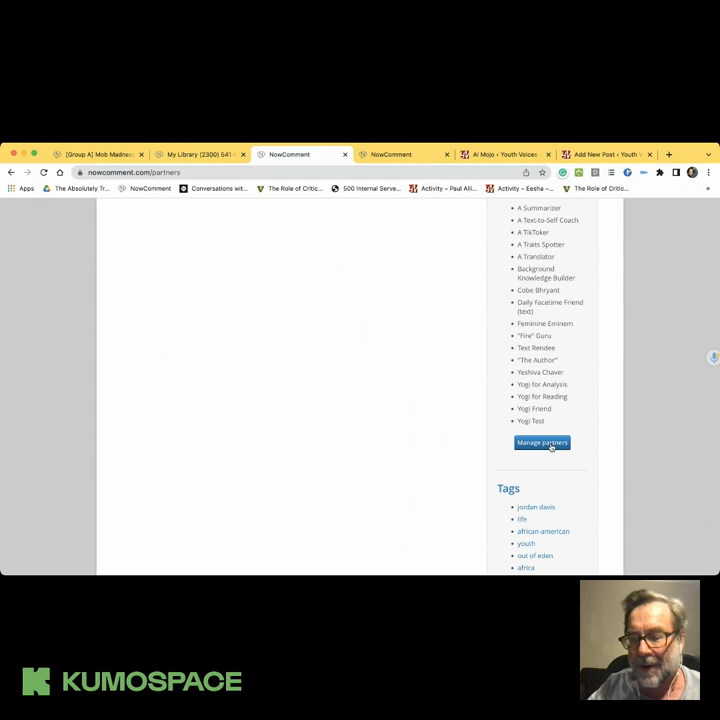 [Group A] Mob Madnes
My Library (2300) 541
NowComment
NowComment
AI Mojo ‹ Youth Voices —
Add New Post ‹ Youth V
nowcomment.com/partners
Apps
The Absolutely Tra...
NowComment
Conversations wit...
The Role of Critic...
500 Internal Serve...
Activity – Paul Alli...
Activity – Eesha –...
The Role of Critic...
»
A Summarizer
A Text-to-Self Coach
A TikToker
A Traits Spotter
A Translator
Background
Knowledge Builder
Cobe Bhryant
Daily Facetime Friend
(text)
Feminine Eminem
"Fire" Guru
Text Rendee
"The Author"
Yeshiva Chaver
Yogi for Analysis
Yogi for Reading
Yogi Friend
Yogi Test
Manage partners
Tags
jordan davis
life
african-american
youth
out of eden
africa
KUMOSPACE